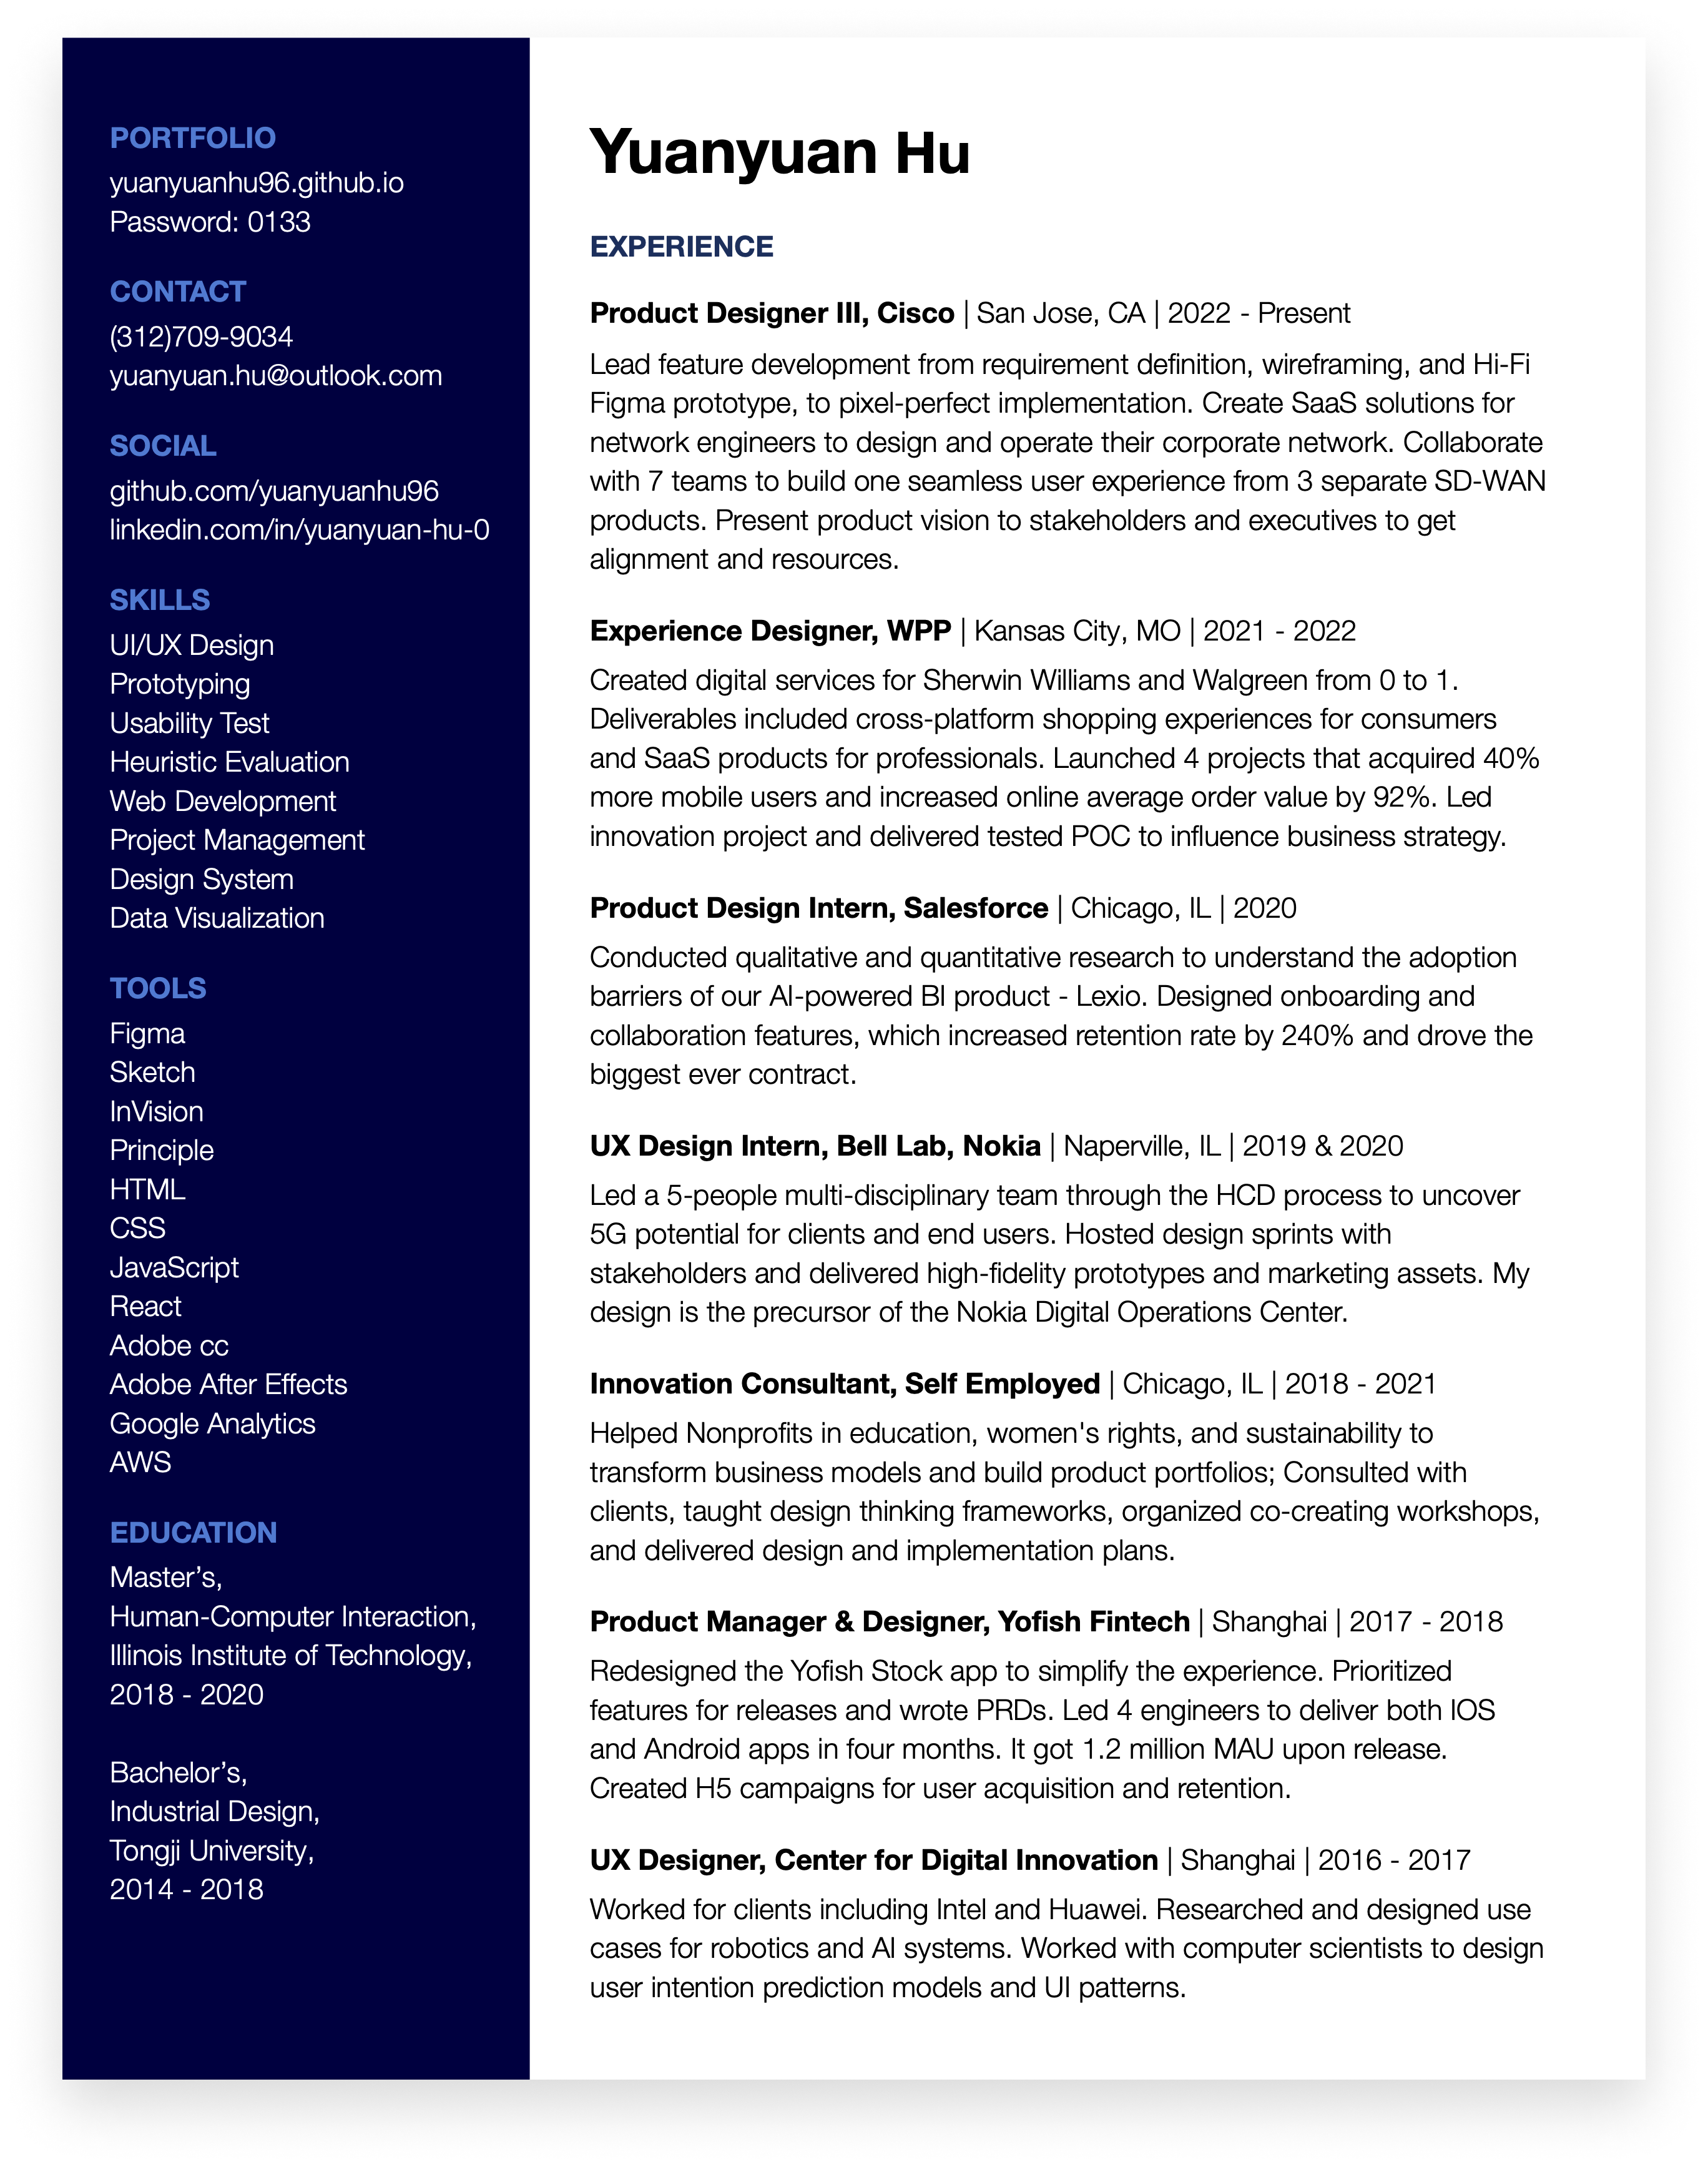 PORTFOLIO
yuanyuanhu96.github.io
Password: 0133
CONTACT
(312)709-9034
yuanyuan.hu@outlook.com
SOCIAL
github.com/yuanyuanhu96
linkedin.com/in/yuanyuan-hu-0
SKILLS
UI/UX Design
Prototyping
Usability Test
Heuristic Evaluation
Web Development
Project Management
Design System
Data Visualization
TOOLS
Figma
Sketch
InVision
Principle
HTML
CSS
JavaScript
React
Adobe cc
Adobe After Effects
Google Analytics
AWS
EDUCATION
Master’s,
Human-Computer Interaction,
Illinois Institute of Technology,
2018 - 2020
Bachelor’s,
Industrial Design,
Tongji University,
2014 - 2018
Yuanyuan Hu
EXPERIENCE
Product Designer III, Cisco | San Jose, CA | 2022 - Present
Lead feature development from requirement definition, wireframing, and Hi-Fi
Figma prototype, to pixel-perfect implementation. Create SaaS solutions for
network engineers to design and operate their corporate network. Collaborate
with 7 teams to build one seamless user experience from 3 separate SD-WAN
products. Present product vision to stakeholders and executives to get
alignment and resources.
Experience Designer, WPP | Kansas City, MO | 2021 - 2022
Created digital services for Sherwin Williams and Walgreen from 0 to 1.
Deliverables included cross-platform shopping experiences for consumers
and SaaS products for professionals. Launched 4 projects that acquired 40%
more mobile users and increased online average order value by 92%. Led
innovation project and delivered tested POC to influence business strategy.
Product Design Intern, Salesforce | Chicago, IL | 2020
Conducted qualitative and quantitative research to understand the adoption
barriers of our AI-powered BI product - Lexio. Designed onboarding and
collaboration features, which increased retention rate by 240% and drove the
biggest ever contract.
UX Design Intern, Bell Lab, Nokia | Naperville, IL | 2019 & 2020
Led a 5-people multi-disciplinary team through the HCD process to uncover
5G potential for clients and end users. Hosted design sprints with
stakeholders and delivered high-fidelity prototypes and marketing assets. My
design is the precursor of the Nokia Digital Operations Center.
Innovation Consultant, Self Employed | Chicago, IL | 2018 - 2021
Helped Nonprofits in education, women's rights, and sustainability to
transform business models and build product portfolios; Consulted with
clients, taught design thinking frameworks, organized co-creating workshops,
and delivered design and implementation plans.
Product Manager & Designer, Yofish Fintech | Shanghai | 2017 - 2018
Redesigned the Yofish Stock app to simplify the experience. Prioritized
features for releases and wrote PRDs. Led 4 engineers to deliver both IOS
and Android apps in four months. It got 1.2 million MAU upon release.
Created H5 campaigns for user acquisition and retention.
UX Designer, Center for Digital Innovation | Shanghai | 2016 - 2017
Worked for clients including Intel and Huawei. Researched and designed use
cases for robotics and AI systems. Worked with computer scientists to design
user intention prediction models and UI patterns.